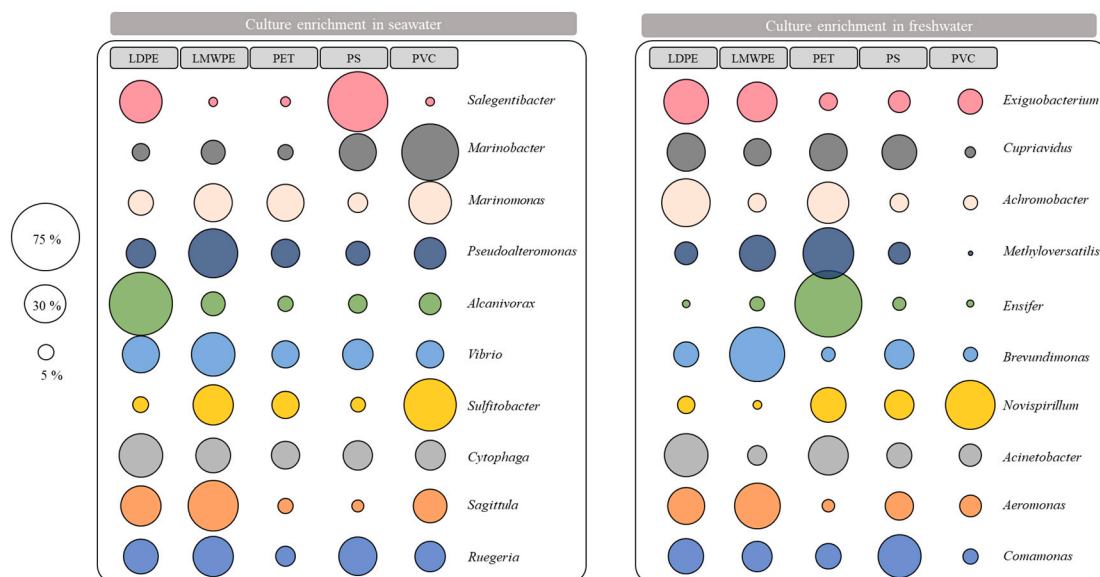 Culture enrichment in seawater
LDPE LMWPE PET PS PVC
Salegentibacter
Marinobacter
Marinomonas
Pseudoalteromonas
Alcanivorax
Vibrio
Sulfitobacter
Cytophaga
Sagittula
Ruegeria
75 %
30 %
5 %
Culture enrichment in freshwater
LDPE LMWPE PET PS PVC
Exiguobacterium
Cupriavidus
Achromobacter
Methyloversatilis
Ensifer
Brevundimonas
Novispirillum
Acinetobacter
Aeromonas
Comamonas